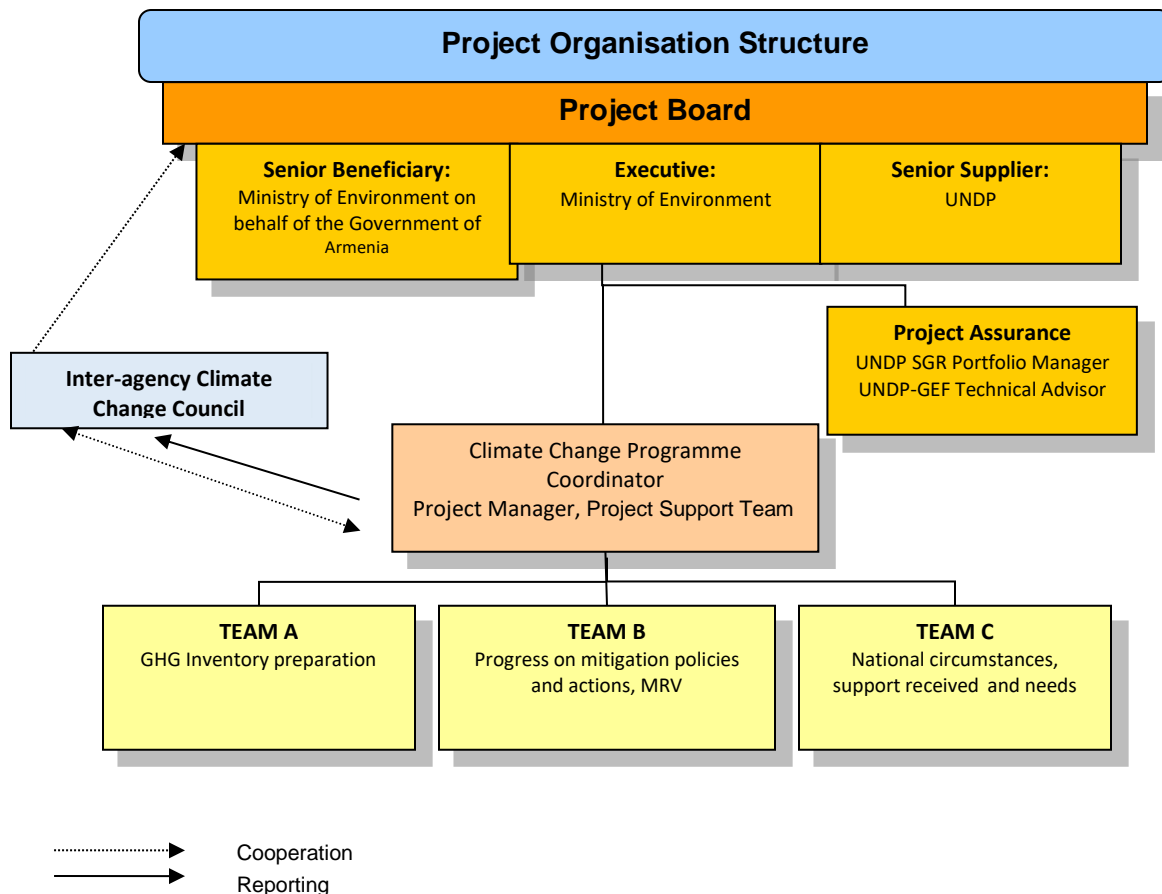 Project Organisation Structure
Project Board
Senior Beneficiary:
Ministry of Environment on
behalf of the Government of
Armenia
Executive:
Ministry of Environment
Senior Supplier:
UNDP
Project Assurance
UNDP SGR Portfolio Manager
UNDP-GEF Technical Advisor
Inter-agency Climate
Change Council
Climate Change Programme
Coordinator
Project Manager, Project Support Team
TEAM A
GHG Inventory preparation
TEAM B
Progress on mitigation policies
and actions, MRV
TEAM C
National circumstances,
support received and needs
Cooperation
Reporting